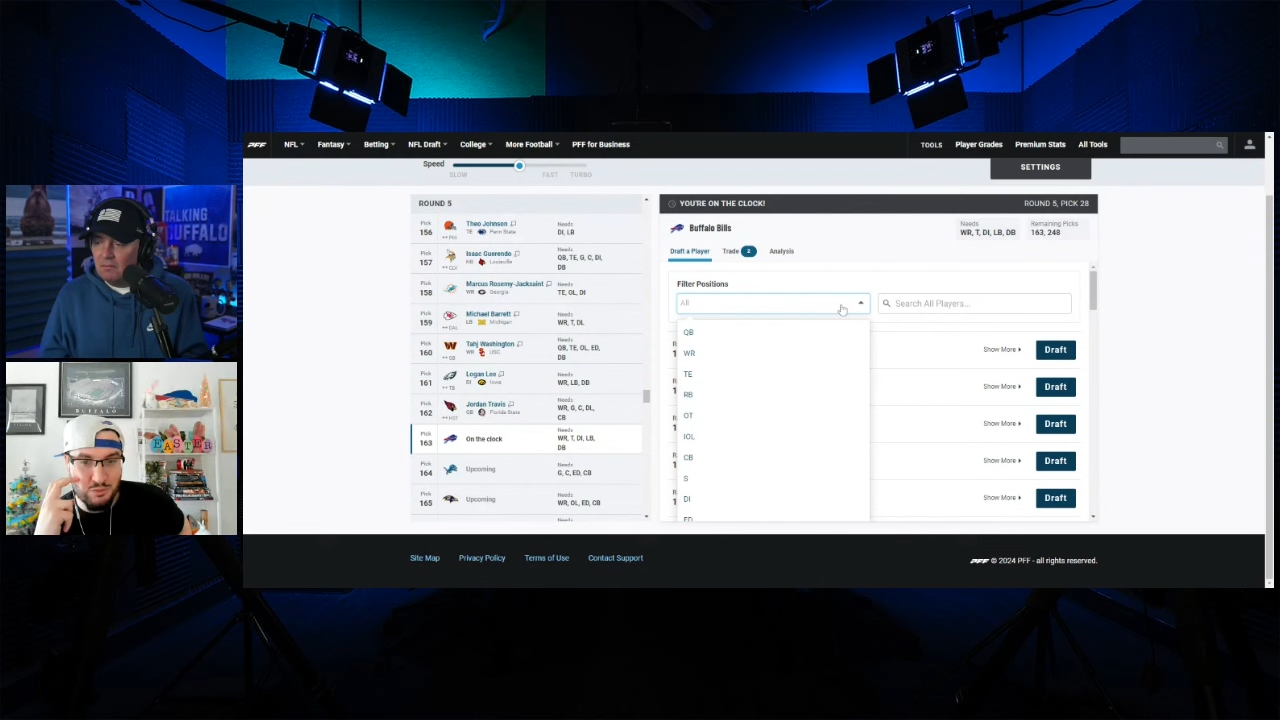 PFF NFL Fantasy Betting NFL Draft College More Football PFF for Business TOOLS Player Grades Premium Stats All Tools
Speed
SLOW FAST TURBO
SETTINGS
ROUND 5
Pick 156 Theo Johnson TE Penn State Needs DI, LB
Pick 157 Isaac Guerendo Louisville Needs QB, TE, G, C, DI, DB
Pick 158 Marcus Rosemy-Jacksaint WR Georgia Needs TE, OL, DI
Pick 159 Michael Barrett LB Michigan Needs WR, T, DL
Pick 160 Tahj Washington WR USC Needs QB, TE, OL, ED, DB
Pick 161 Logan Lee DI Iowa Needs WR, LB, DB
Pick 162 Jordan Travis QB Florida State Needs WR, G, C, DL, CB
Pick 163 On the clock Needs WR, T, DI, LB, DB
Pick 164 Upcoming Needs G, C, ED, CB
Pick 165 Upcoming Needs WR, OL, ED, CB
Needs
YOU'RE ON THE CLOCK! ROUND 5, PICK 28
Buffalo Bills Needs WR, T, DI, LB, DB Remaining Picks 163, 248
Draft a Player Trade 2 Analysis
Filter Positions
All
Search All Players...
QB
WR
TE
RB
OT
IOL
CB
S
DI
ED
Show More Draft
Show More Draft
Show More Draft
Show More Draft
Show More Draft
Site Map Privacy Policy Terms of Use Contact Support
PFF © 2024 PFF - all rights reserved.
TALKING
BUFFALO
BUFFALO
EASTER